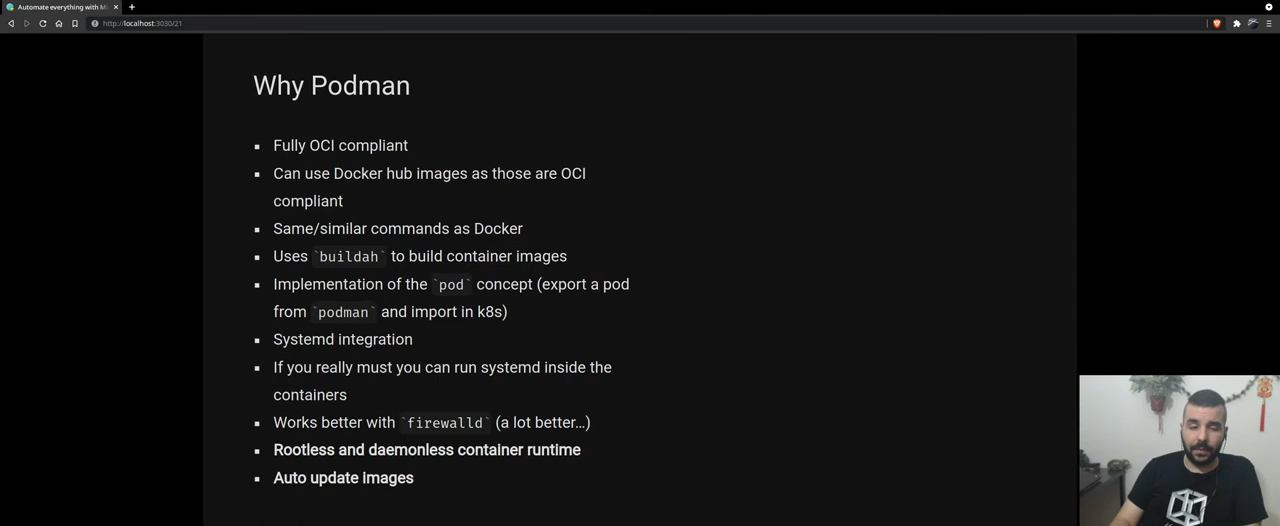 Automate everything with Mi
http://localhost:3030/21
Why Podman
▪ Fully OCI compliant
▪ Can use Docker hub images as those are OCI
compliant
▪ Same/similar commands as Docker
▪ Uses `buildah` to build container images
▪ Implementation of the `pod` concept (export a pod
from `podman` and import in k8s)
▪ Systemd integration
▪ If you really must you can run systemd inside the
containers
▪ Works better with `firewalld` (a lot better…)
▪ Rootless and daemonless container runtime
▪ Auto update images